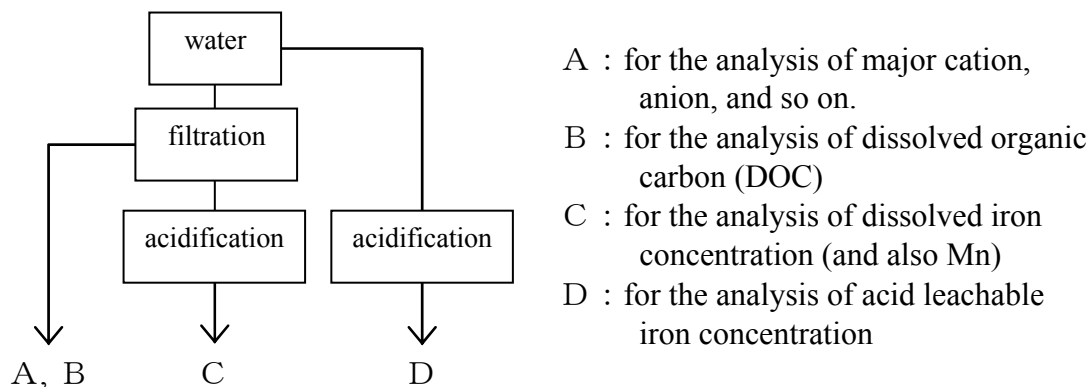 water
filtration
acidification
acidification
A, B
C
D
A : for the analysis of major cation,
anion, and so on.
B : for the analysis of dissolved organic
carbon (DOC)
C : for the analysis of dissolved iron
concentration (and also Mn)
D : for the analysis of acid leachable
iron concentration